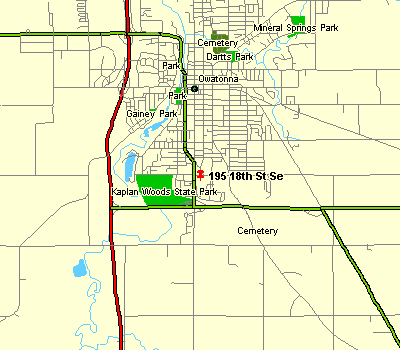 Mineral Springs Park
Cemetery
Dartts Park
Park
Owatonna
Park
Gainey Park
195 18th St Se
Kaplan Woods State Park
Cemetery